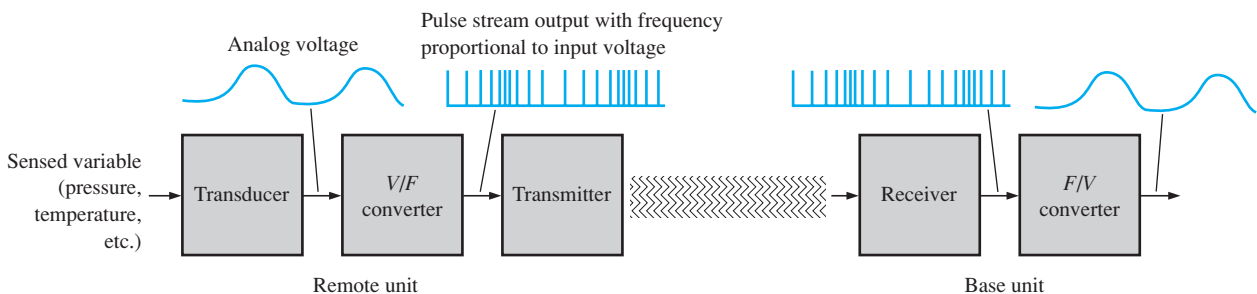 Pulse stream output with frequency
proportional to input voltage
Analog voltage
Sensed variable
(pressure,
temperature,
etc.)
Transducer
V/F
converter
Transmitter
Receiver
F/V
converter
Remote unit
Base unit